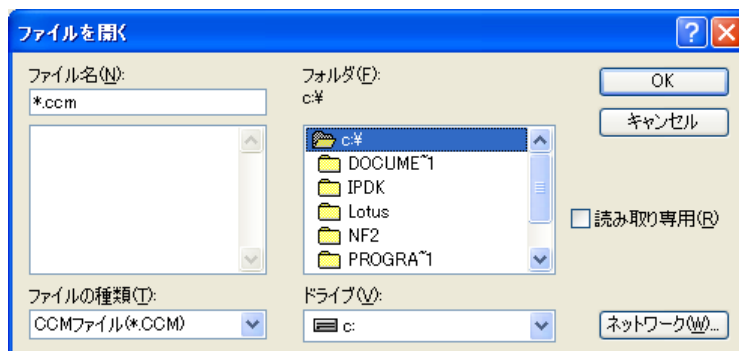 ファイルを開く
ファイル名(N):
*.ccm
フォルダ(F):
c:¥
OK
キャンセル
c:¥
DOCUME~1
IPDK
Lotus
NF2
PROGRA~1
読み取り専用(R)
ファイルの種類(T):
CCMファイル(*.CCM)
ドライブ(V):
c:
ネットワーク(W)...